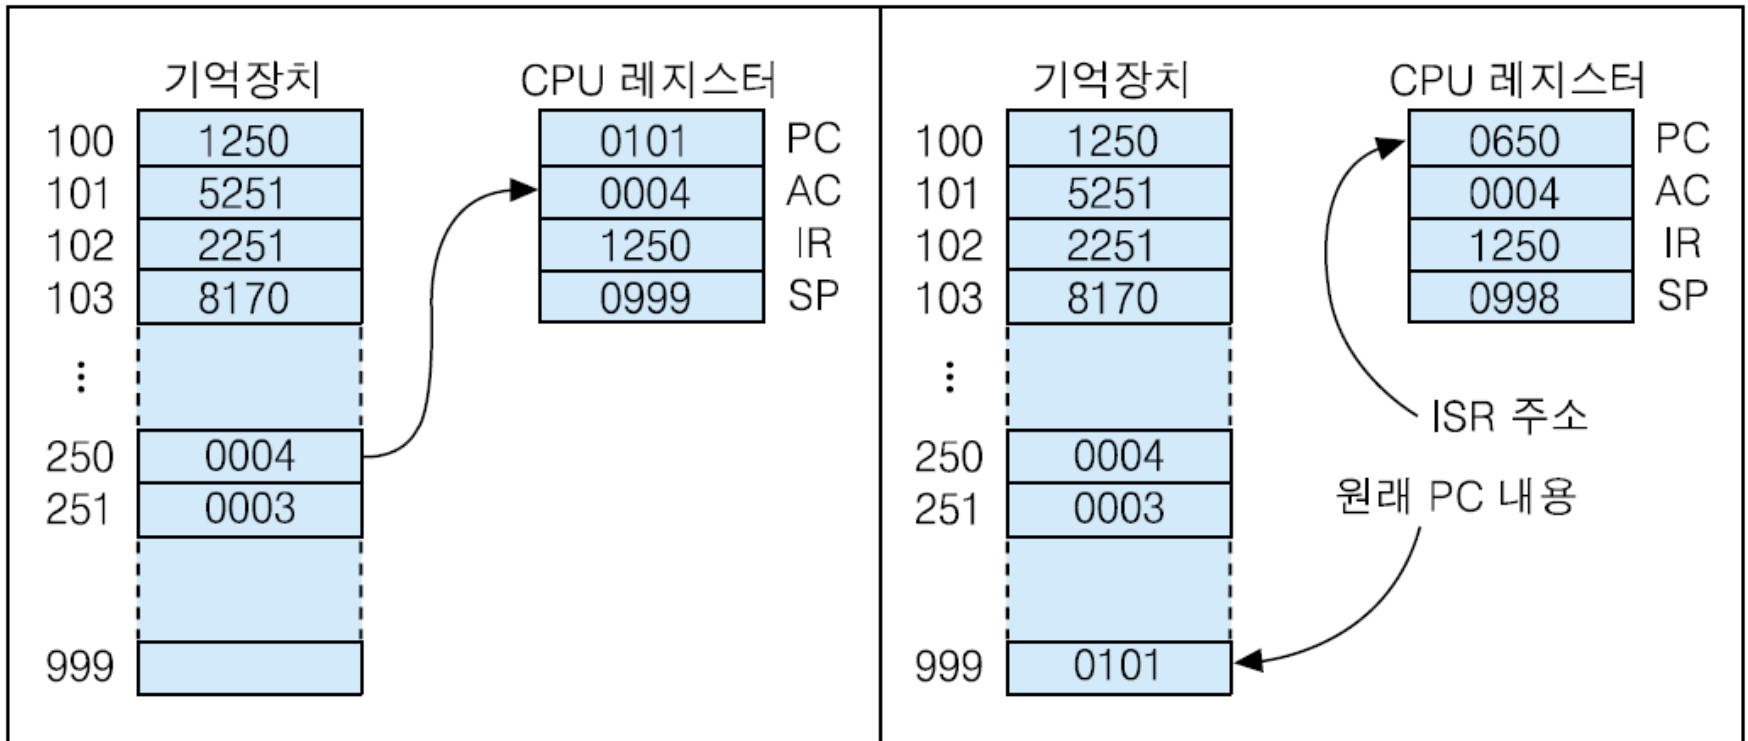 기억장치 CPU 레지스터
100 1250 0101 PC
101 5251 0004 AC
102 2251 1250 IR
103 8170 0999 SP
⋮
250 0004
251 0003
999
기억장치 CPU 레지스터
100 1250 0650 PC
101 5251 0004 AC
102 2251 1250 IR
103 8170 0998 SP
⋮
ISR 주소
250 0004
원래 PC 내용
251 0003
999 0101